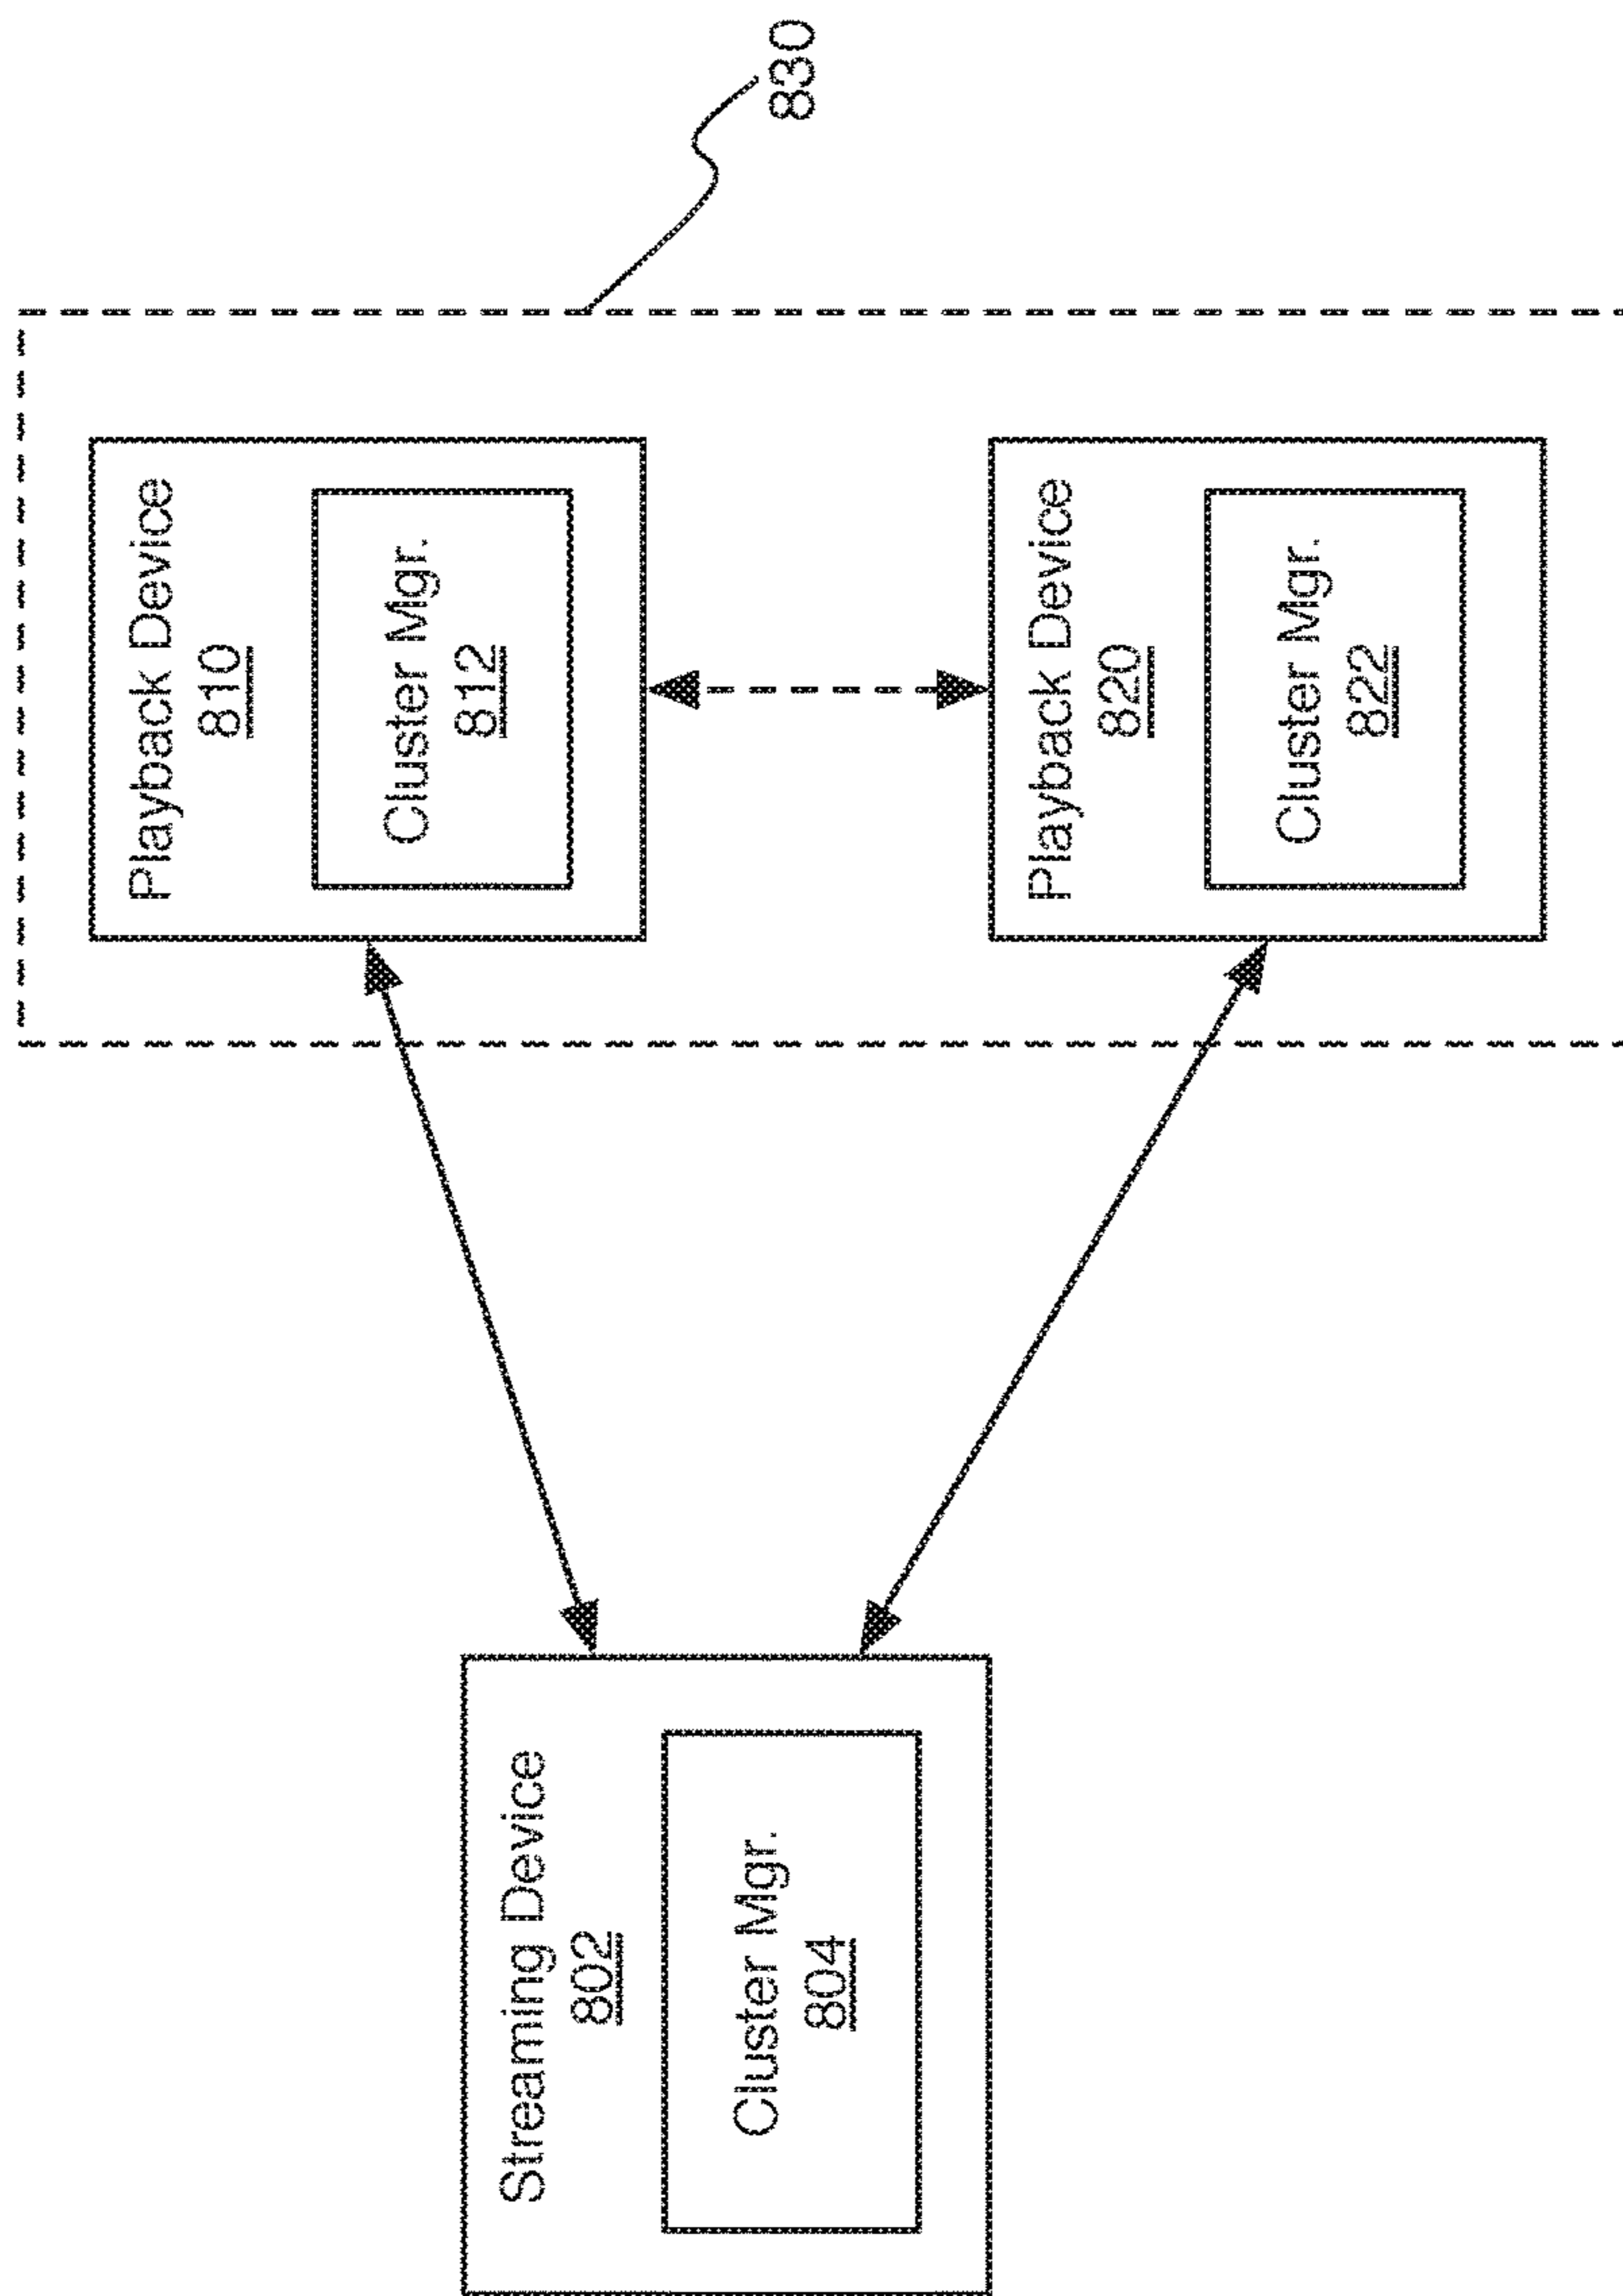 Streaming Device
802
Cluster Mgr.
804
Playback Device
810
Cluster Mgr.
812
Playback Device
820
Cluster Mgr.
822
830